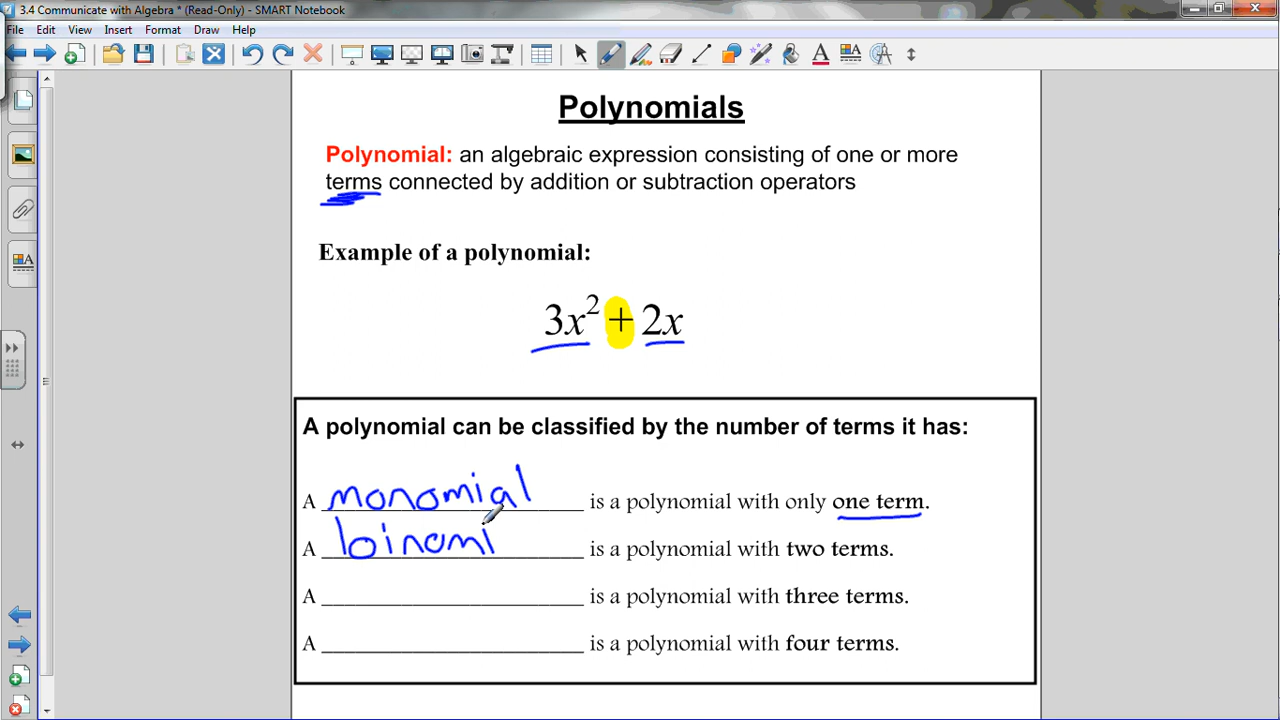 3.4 Communicate with Algebra * (Read-Only) - SMART Notebook
File Edit View Insert Format Draw Help
Polynomials
Polynomial: an algebraic expression consisting of one or more
terms connected by addition or subtraction operators
Example of a polynomial:
3x² + 2x
A polynomial can be classified by the number of terms it has:
A monomial is a polynomial with only one term.
A binomi is a polynomial with two terms.
A ______________________ is a polynomial with three terms.
A ______________________ is a polynomial with four terms.